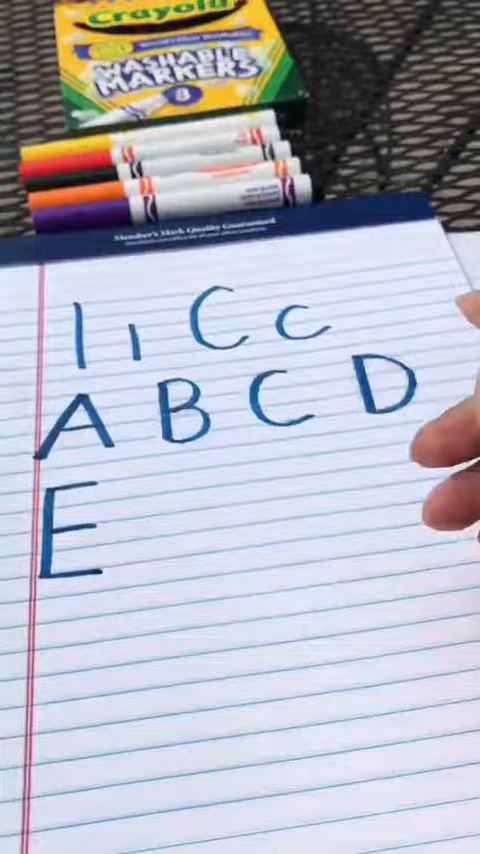 Crayola
WASHABLE
MARKERS
8
Member's Mark Quality Guaranteed
l ı C c
A B C D
E